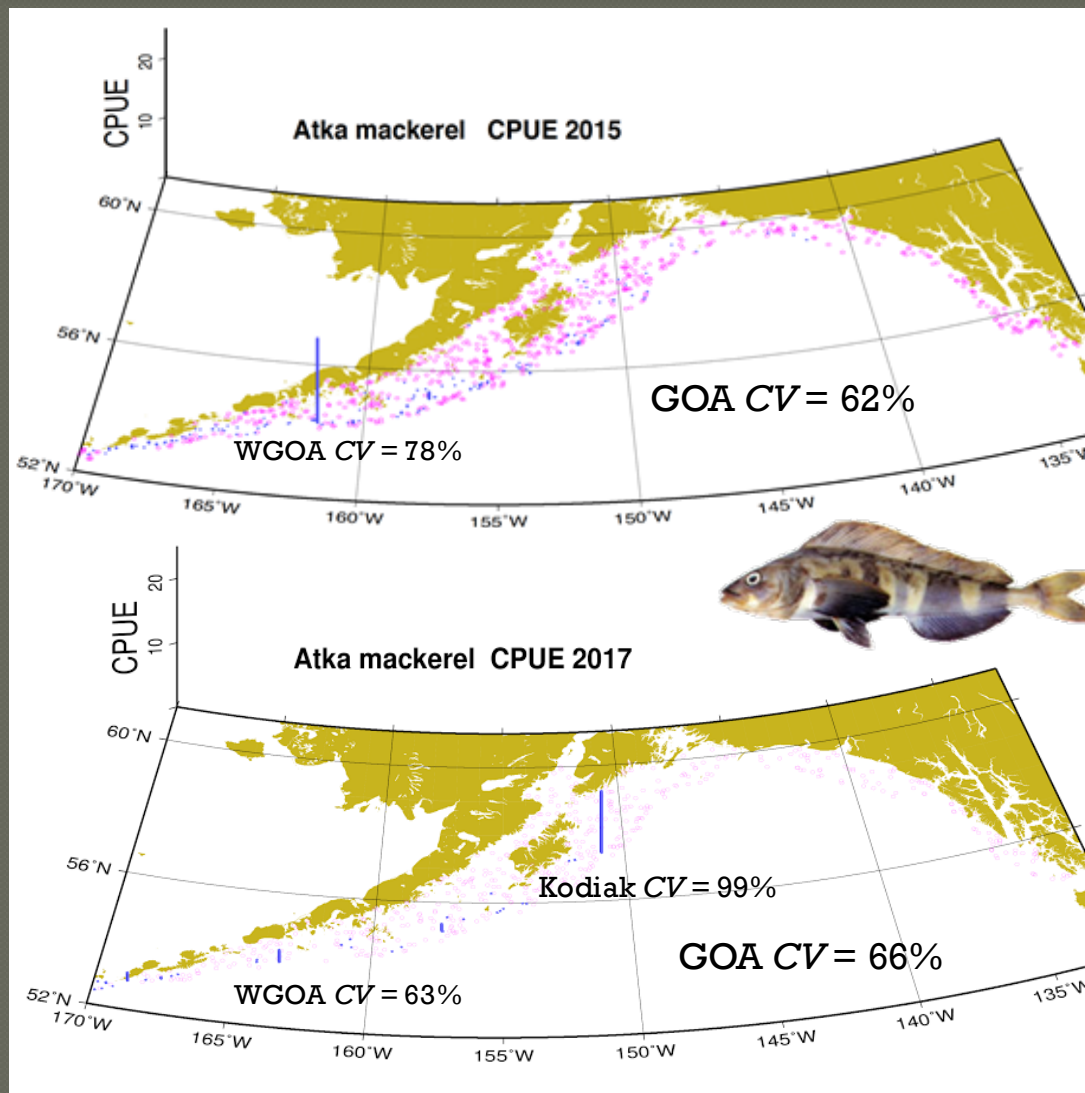 CPUE
20
10
Atka mackerel CPUE 2015
60°N
56°N
52°N
GOA CV = 62%
WGOA CV = 78%
170°W
165°W
160°W
155°W
150°W
145°W
140°W
135°W
CPUE
20
10
Atka mackerel CPUE 2017
60°N
56°N
52°N
Kodiak CV = 99%
GOA CV = 66%
WGOA CV = 63%
170°W
165°W
160°W
155°W
150°W
145°W
140°W
135°W